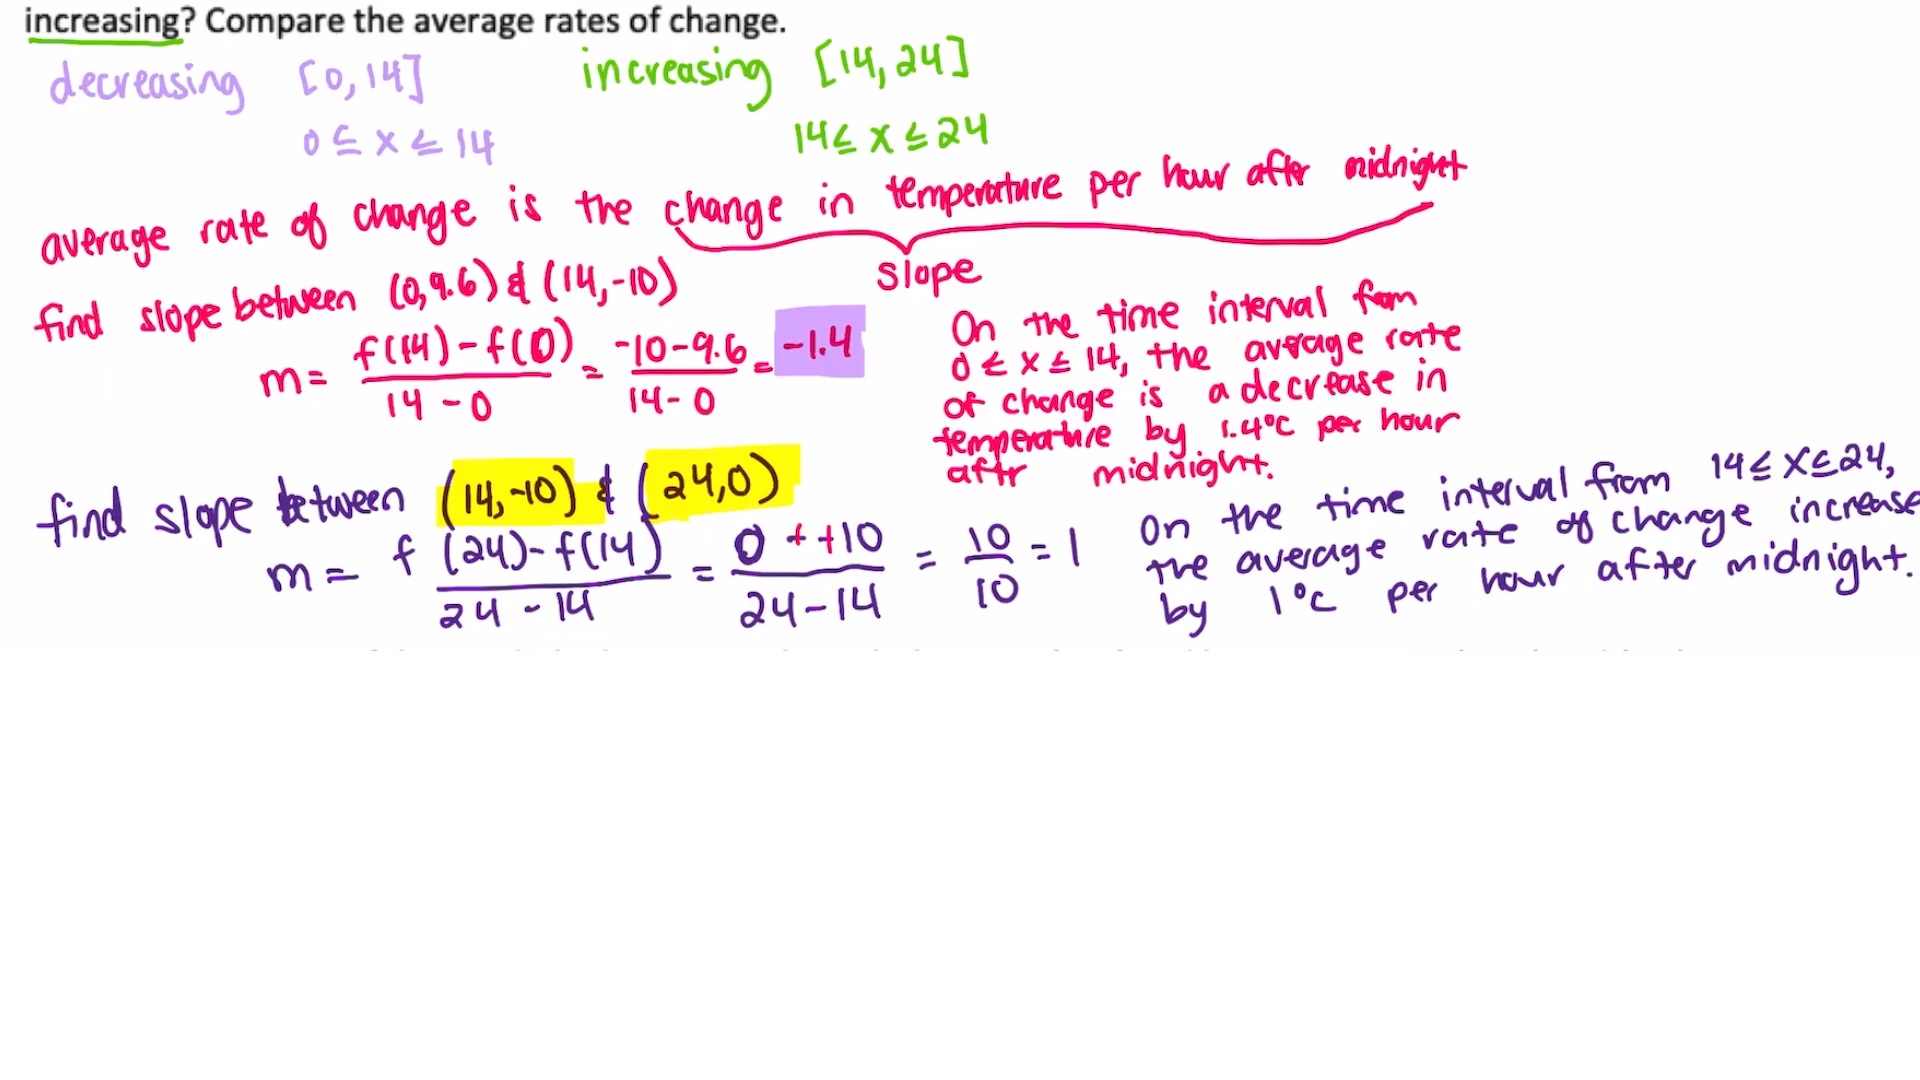 increasing? Compare the average rates of change.
decreasing [0,14] increasing [14,24]
0 ≤ x ≤ 14 14 ≤ x ≤ 24
average rate of change is the change in temperature per hour after midnight
slope
find slope between (0,9.6) & (14,-10)
m = f(14) - f(0) / 14 - 0 = -10 - 9.6 / 14 - 0 = -1.4
On the time interval from
0 ≤ x ≤ 14, the average rate
of change is a decrease in
temperature by 1.4°C per hour
aftr midnight.
find slope between (14,-10) & (24,0)
m = f(24) - f(14) / 24 - 14 = 0 + +10 / 24 - 14 = 10 / 10 = 1
On the time interval from 14 ≤ x ≤ 24,
the average rate of change increase
by 1°C per hour after midnight.